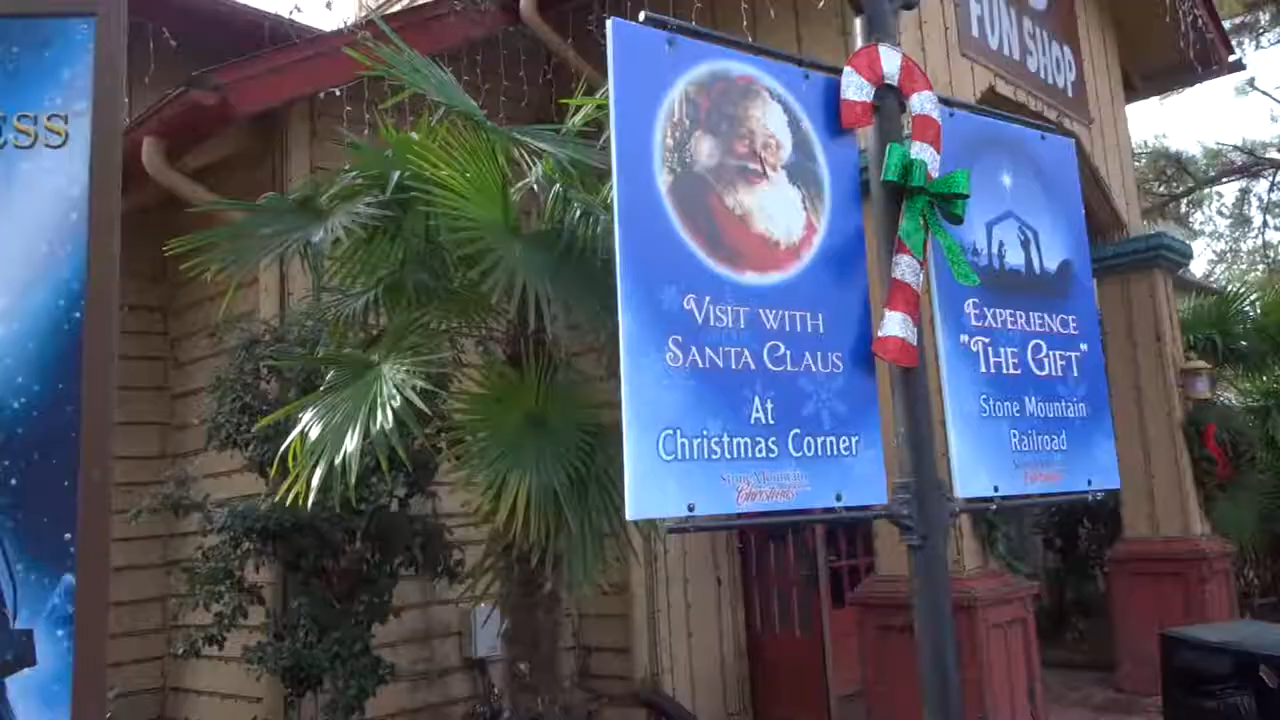 ESS
FUN SHOP
VISIT WITH
SANTA CLAUS
At
Christmas Corner
Stone Mountain
Christmas
EXPERIENCE
"THE GIFT"
Stone Mountain
Railroad